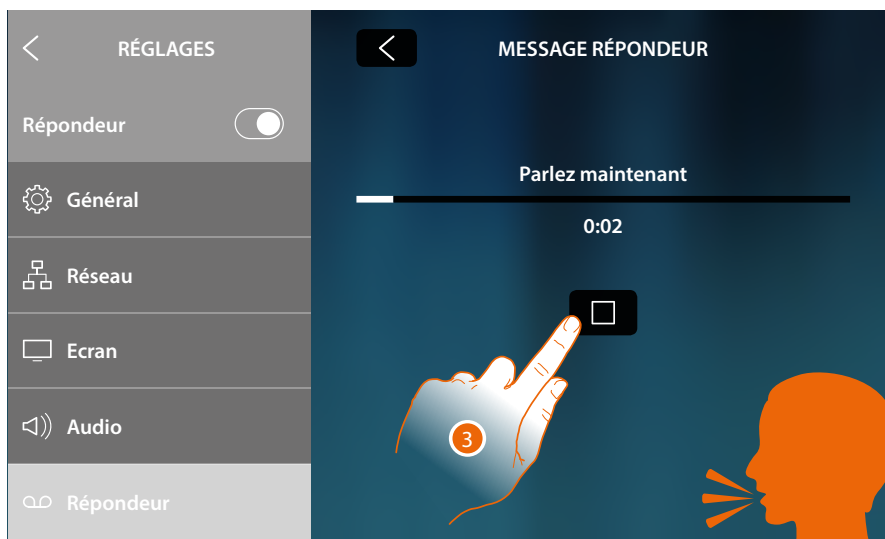 RÉGLAGES
Répondeur
Général
Réseau
Ecran
Audio
Répondeur
MESSAGE RÉPONDEUR
Parlez maintenant
0:02
3